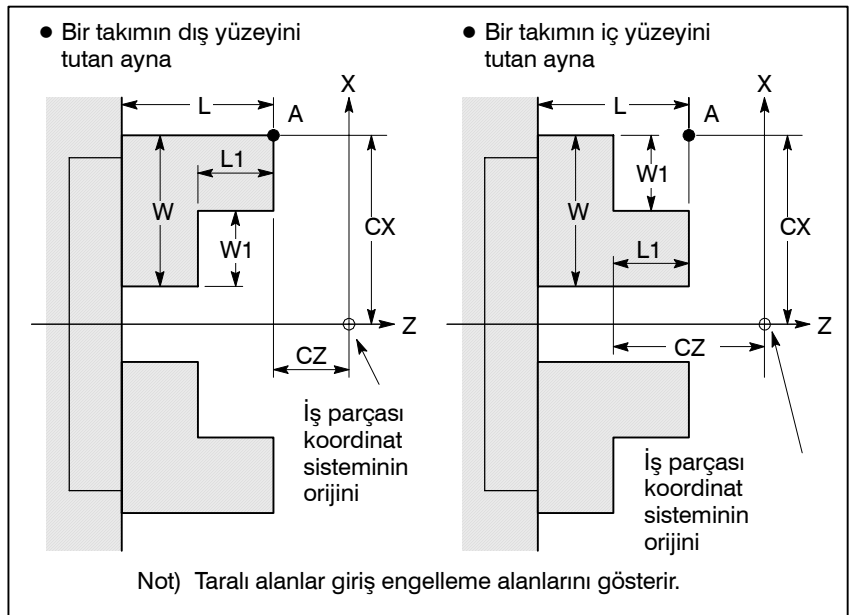 ● Bir takımın dış yüzeyini
tutan ayna
X
L
A
L1
W
CX
W1
Z
CZ
İş parçası
koordinat
sisteminin
orijini
● Bir takımın iç yüzeyini
tutan ayna
X
L
A
W1
W
CX
L1
Z
CZ
İş parçası
koordinat
sisteminin
orijini
Not) Taralı alanlar giriş engelleme alanlarını gösterir.